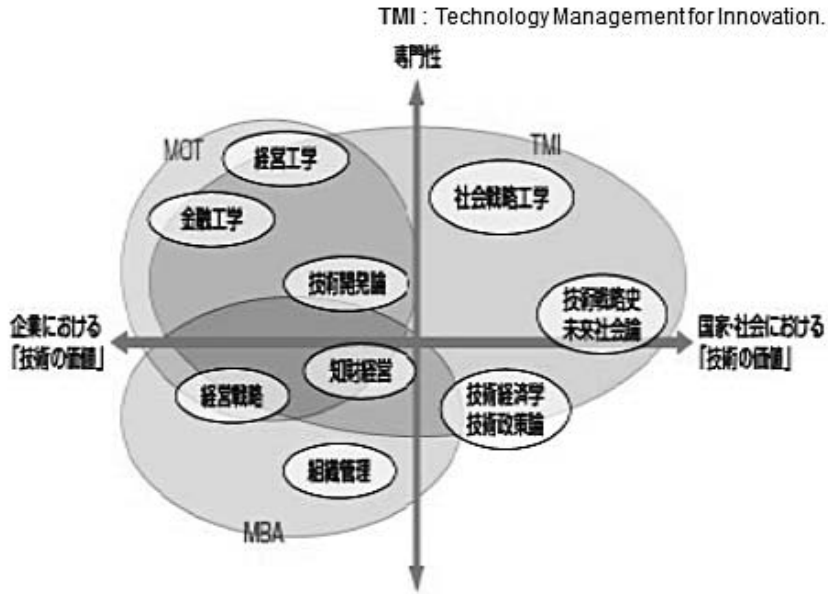 TMI : Technology Management for Innovation.
専門性
MOT
TMI
経営工学
社会戦略工学
金融工学
技術開発論
技術戦略史
未来社会論
企業における
「技術の価値」
国家・社会における
「技術の価値」
知財経営
経営戦略
技術経済学
技術政策論
組織管理
MBA